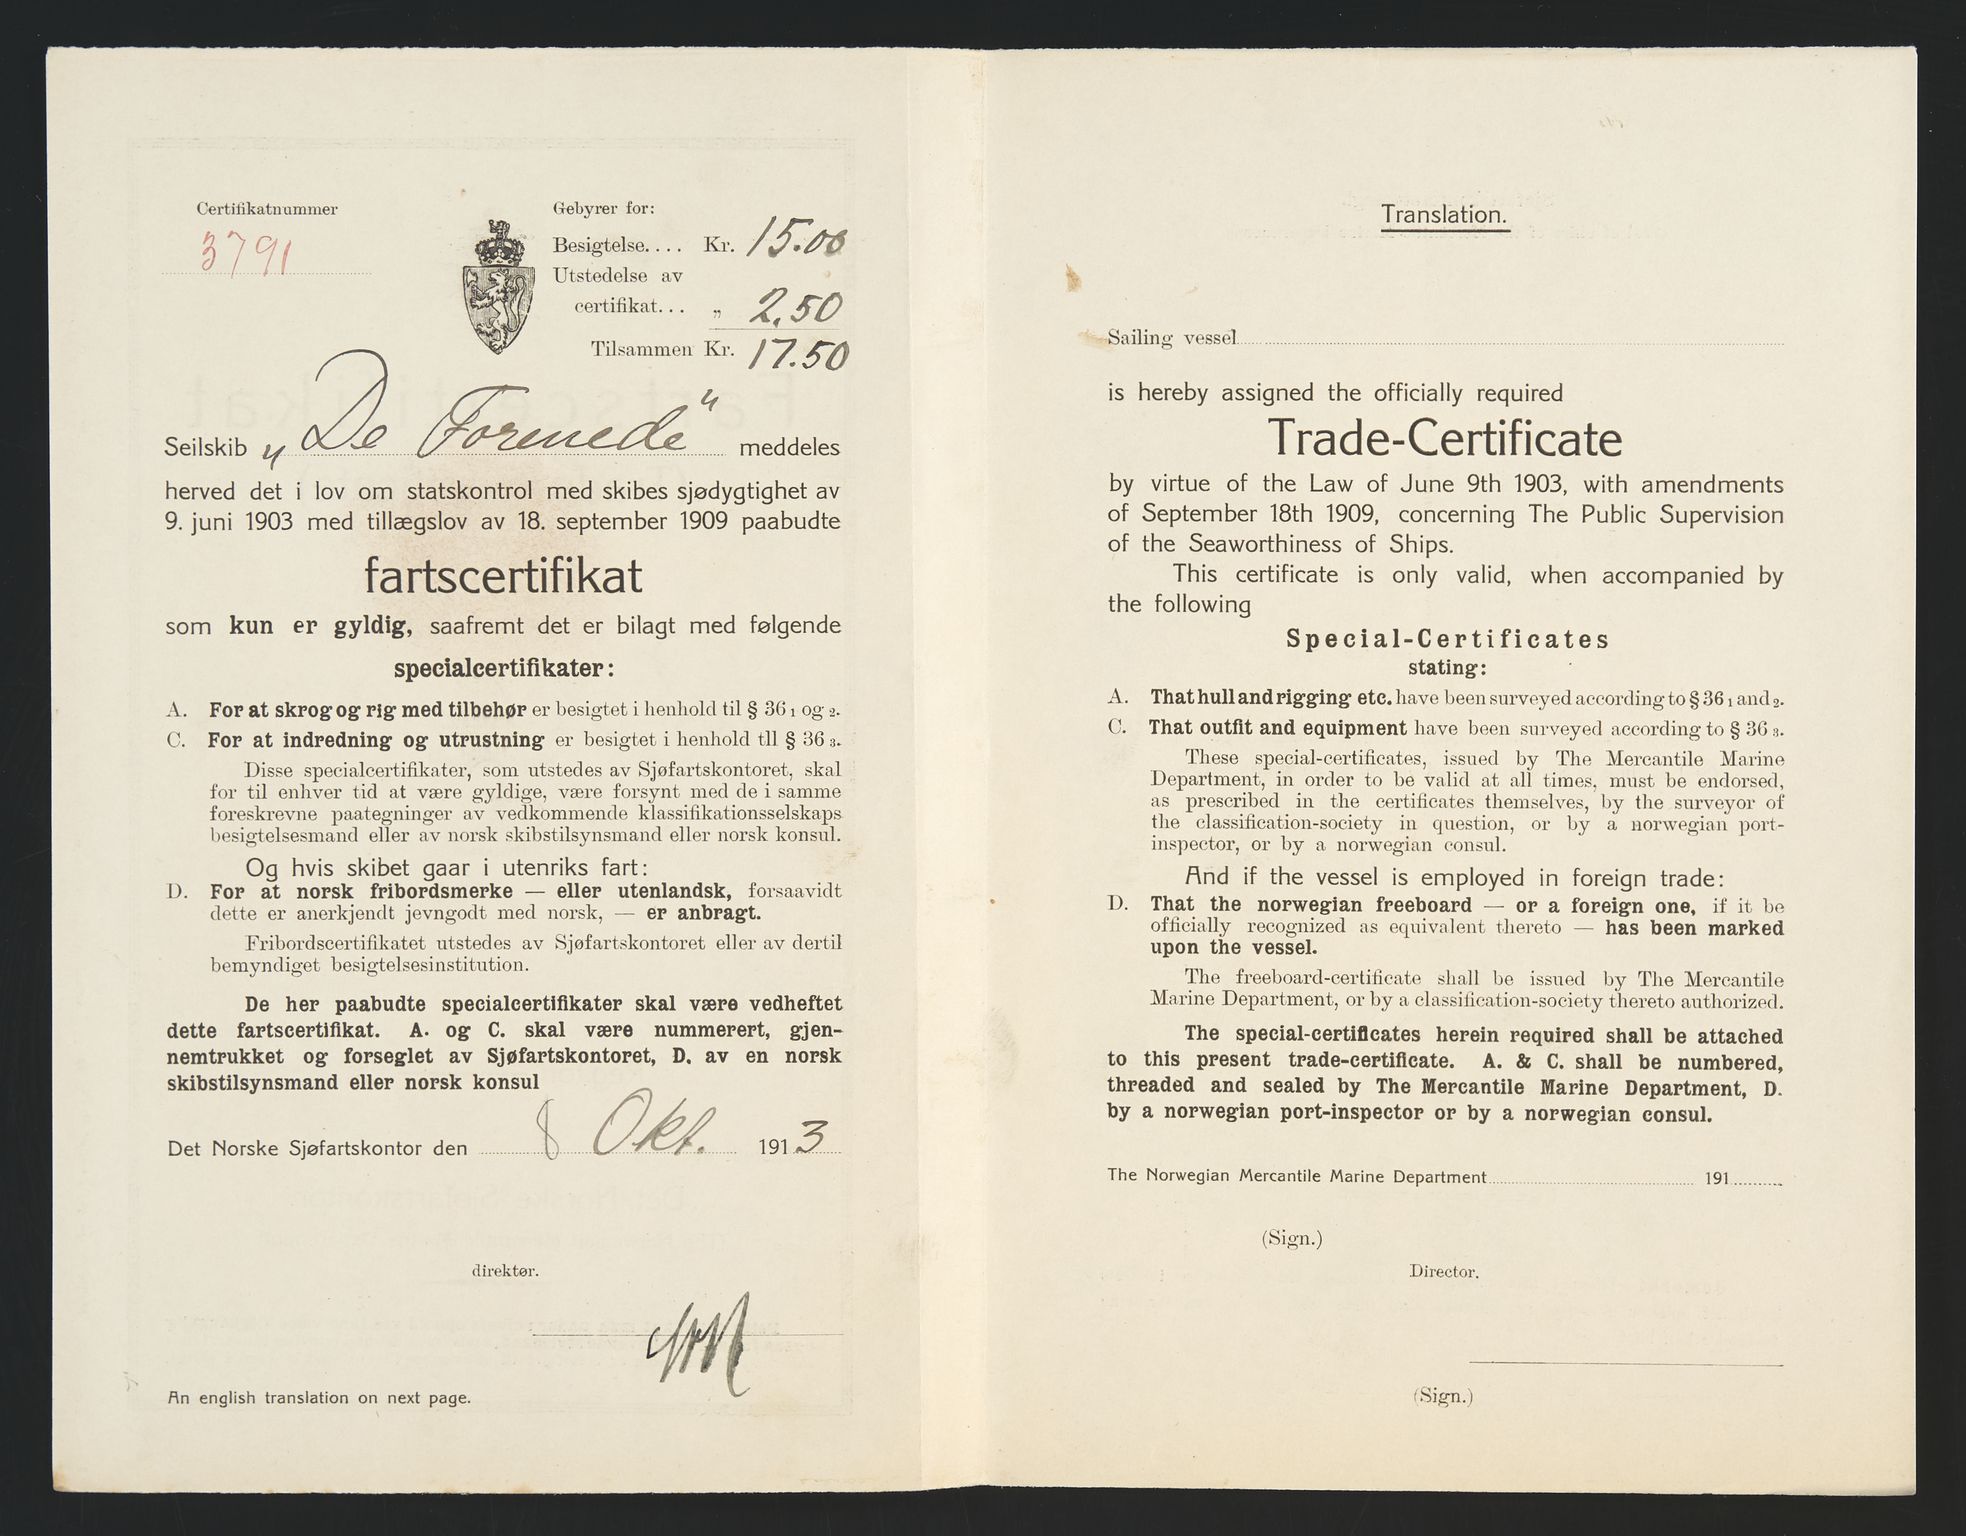 Certifikatnummer
3791
Gebyrer for:
Besigtelse.... Kr. 15.00
Utstedelse av
certifikat... „ 2.50
Tilsammen Kr. 17.50
Seilskib „De Forenede" meddeles
herved det i lov om statskontrol med skibes sjødygtighet av
9. juni 1903 med tillægslov av 18. september 1909 paabudte
fartscertifikat
som kun er gyldig, saafremt det er bilagt med følgende
specialcertifikater:
A. For at skrog og rig med tilbehør er besigtet i henhold til § 36 1 og 2.
C. For at indredning og utrustning er besigtet i henhold tll § 36 3.
Disse specialcertifikater, som utstedes av Sjøfartskontoret, skal
for til enhver tid at være gyldige, være forsynt med de i samme
foreskrevne paategninger av vedkommende klassifikationsselskaps
besigtelsesmand eller av norsk skibstilsynsmand eller norsk konsul.
Og hvis skibet gaar i utenriks fart:
D. For at norsk fribordsmerke — eller utenlandsk, forsaavidt
dette er anerkjendt jevngodt med norsk, — er anbragt.
Fribordscertifikatet utstedes av Sjøfartskontoret eller av dertil
bemyndiget besigtelsesinstitution.
De her paabudte specialcertifikater skal være vedheftet
dette fartscertifikat. A. og C. skal være nummerert, gjen-
nemtrukket og forseglet av Sjøfartskontoret, D. av en norsk
skibstilsynsmand eller norsk konsul
Det Norske Sjøfartskontor den 8 Okt. 1913
direktør.
An english translation on next page.
Translation.
Sailing vessel
is hereby assigned the officially required
Trade-Certificate
by virtue of the Law of June 9th 1903, with amendments
of September 18th 1909, concerning The Public Supervision
of the Seaworthiness of Ships.
This certificate is only valid, when accompanied by
the following
Special-Certificates
stating:
A. That hull and rigging etc. have been surveyed according to § 36 1 and 2.
C. That outfit and equipment have been surveyed according to § 36 3.
These special-certificates, issued by The Mercantile Marine
Department, in order to be valid at all times, must be endorsed,
as prescribed in the certificates themselves, by the surveyor of
the classification-society in question, or by a norwegian port-
inspector, or by a norwegian consul.
And if the vessel is employed in foreign trade:
D. That the norwegian freeboard — or a foreign one, if it be
officially recognized as equivalent thereto — has been marked
upon the vessel.
The freeboard-certificate shall be issued by The Mercantile
Marine Department, or by a classification-society thereto authorized.
The special-certificates herein required shall be attached
to this present trade-certificate. A. & C. shall be numbered,
threaded and sealed by The Mercantile Marine Department, D.
by a norwegian port-inspector or by a norwegian consul.
The Norwegian Mercantile Marine Department 191
(Sign.)
Director.
(Sign.)